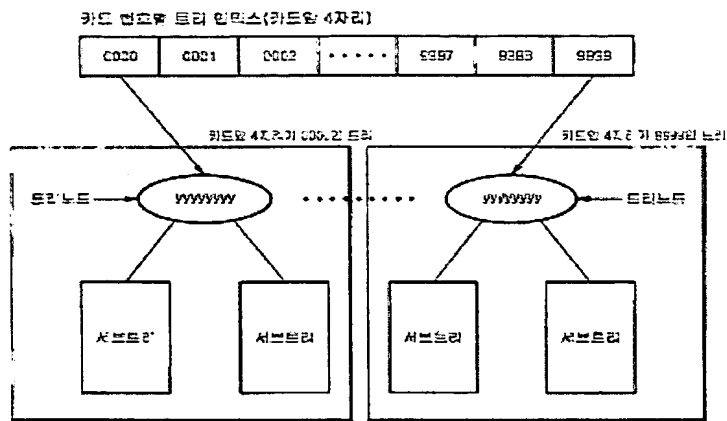 카드 번호별 트리 인덱스(카드앞 4자리)
0000 0001 0002 ····· 9997 9998 9999
카드앞 4자리가 0000인 트리 카드앞 4자리가 9999인 트리
트리노드 yyyyyyyy ········ yyyyyyyy 트리노드
서브트리 서브트리 서브트리 서브트리